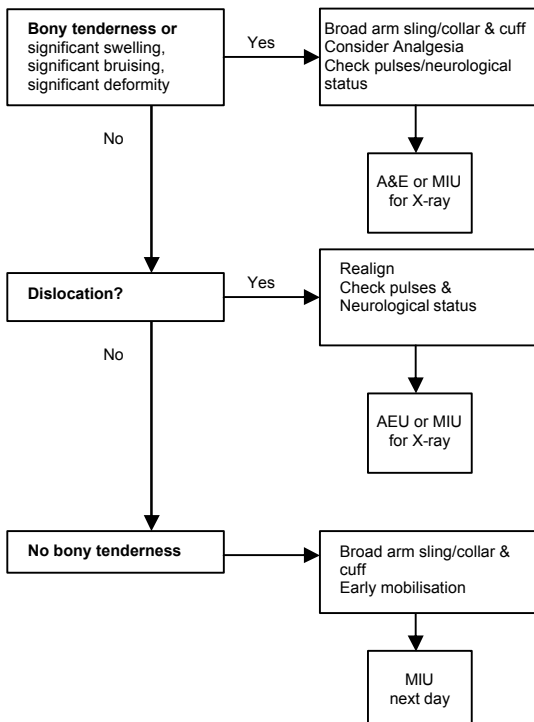 Bony tenderness or
significant swelling,
significant bruising,
significant deformity
Yes
Broad arm sling/collar & cuff
Consider Analgesia
Check pulses/neurological
status
No
A&E or MIU
for X-ray
Dislocation?
Yes
Realign
Check pulses &
Neurological status
No
AEU or MIU
for X-ray
No bony tenderness
Broad arm sling/collar &
cuff
Early mobilisation
MIU
next day